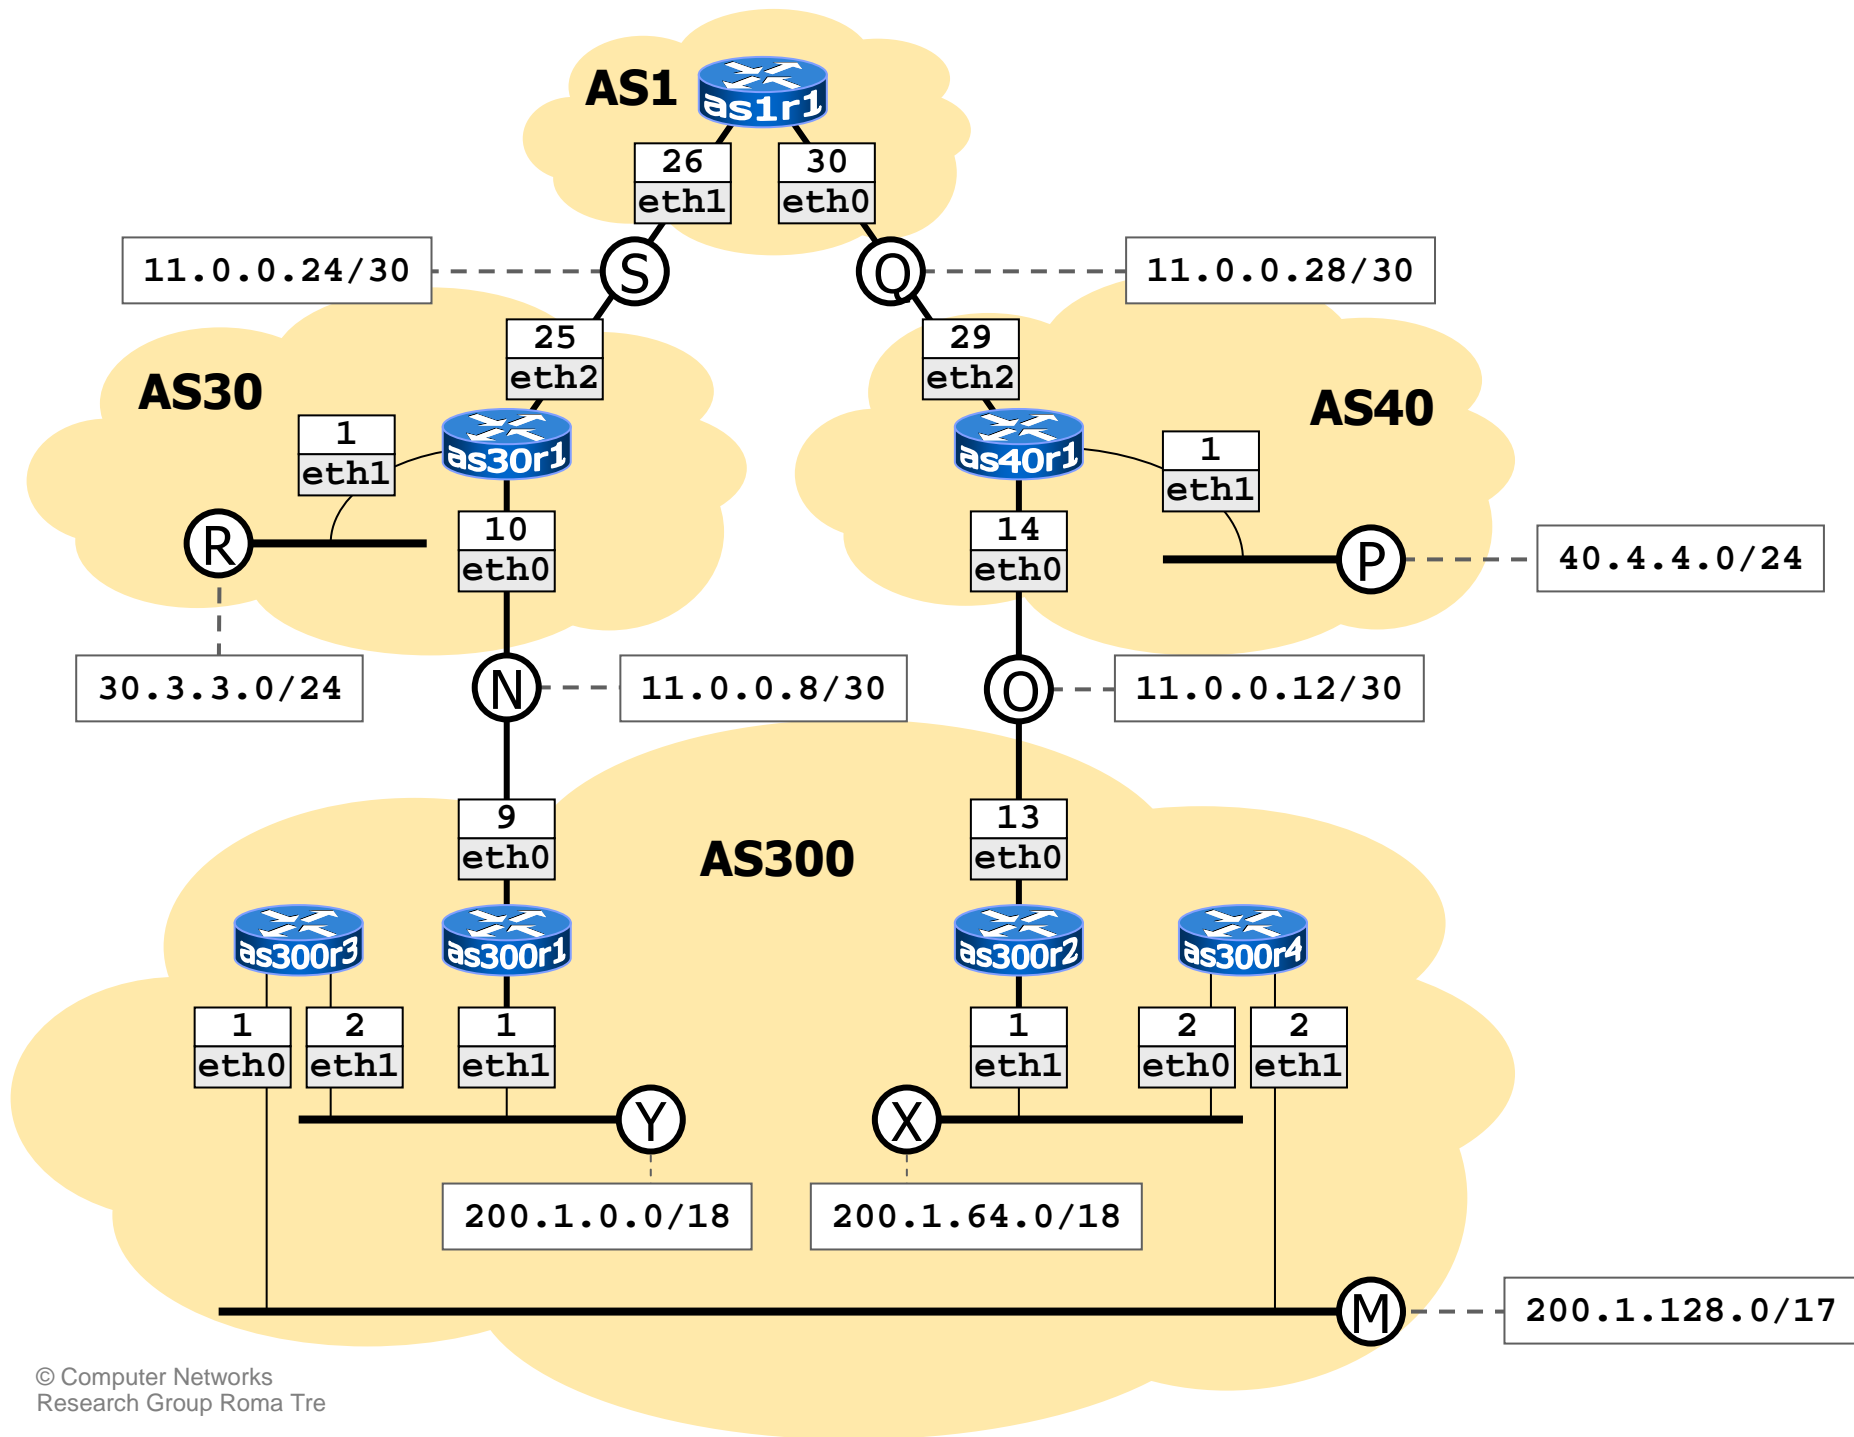 AS1
as1r1
26
eth1
30
eth0
11.0.0.24/30
S
Q
11.0.0.28/30
25
eth2
29
eth2
AS30
AS40
1
eth1
as30r1
as40r1
1
eth1
R
10
eth0
14
eth0
P
40.4.4.0/24
30.3.3.0/24
N
11.0.0.8/30
O
11.0.0.12/30
9
eth0
AS300
13
eth0
as300r3
as300r1
as300r2
as300r4
1
eth0
2
eth1
1
eth1
1
eth1
2
eth0
2
eth1
Y
X
200.1.0.0/18
200.1.64.0/18
M
200.1.128.0/17
© Computer Networks
Research Group Roma Tre